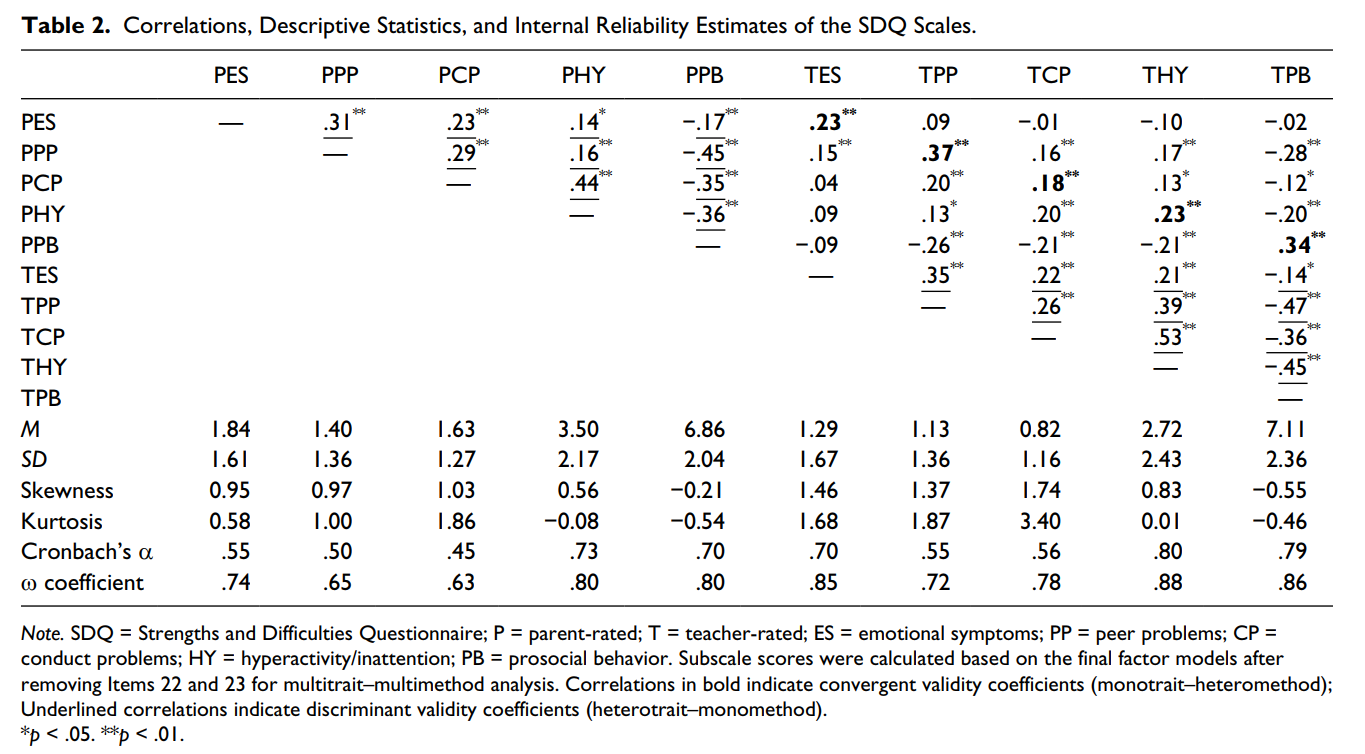 Table 2. Correlations, Descriptive Statistics, and Internal Reliability Estimates of the SDQ Scales.
PES PPP PCP PHY PPB TES TPP TCP THY TPB
PES — .31** .23** .14* −.17** .23** .09 −.01 −.10 −.02
PPP — .29** .16** −.45** .15** .37** .16** .17** −.28**
PCP — .44** −.35** .04 .20** .18** .13* −.12*
PHY — −.36** .09 .13* .20** .23** −.20**
PPB — −.09 −.26** −.21** −.21** .34**
TES — .35** .22** .21** −.14*
TPP — .26** .39** −.47**
TCP — .53** −.36**
THY — −.45**
TPB —
M 1.84 1.40 1.63 3.50 6.86 1.29 1.13 0.82 2.72 7.11
SD 1.61 1.36 1.27 2.17 2.04 1.67 1.36 1.16 2.43 2.36
Skewness 0.95 0.97 1.03 0.56 −0.21 1.46 1.37 1.74 0.83 −0.55
Kurtosis 0.58 1.00 1.86 −0.08 −0.54 1.68 1.87 3.40 0.01 −0.46
Cronbach's α .55 .50 .45 .73 .70 .70 .55 .56 .80 .79
ω coefficient .74 .65 .63 .80 .80 .85 .72 .78 .88 .86
Note. SDQ = Strengths and Difficulties Questionnaire; P = parent-rated; T = teacher-rated; ES = emotional symptoms; PP = peer problems; CP =
conduct problems; HY = hyperactivity/inattention; PB = prosocial behavior. Subscale scores were calculated based on the final factor models after
removing Items 22 and 23 for multitrait–multimethod analysis. Correlations in bold indicate convergent validity coefficients (monotrait–heteromethod);
Underlined correlations indicate discriminant validity coefficients (heterotrait–monomethod).
*p < .05. **p < .01.